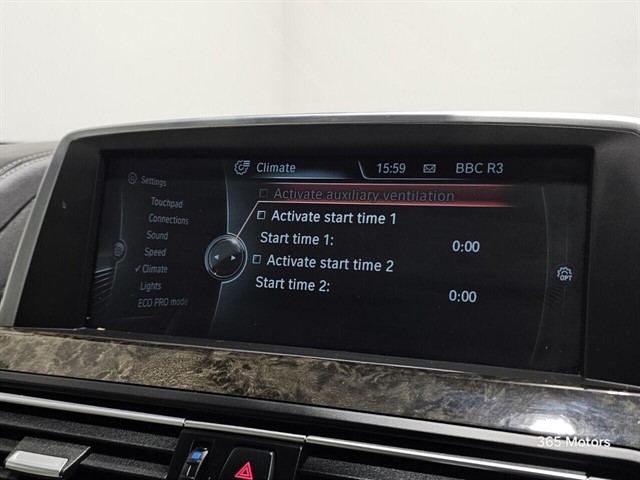 Climate 15:59 BBC R3
Settings
Touchpad
Connections
Sound
Speed
Climate
Lights
ECO PRO mode
Activate auxiliary ventilation
Activate start time 1
Start time 1: 0:00
Activate start time 2
Start time 2: 0:00
OPT
365 Motors